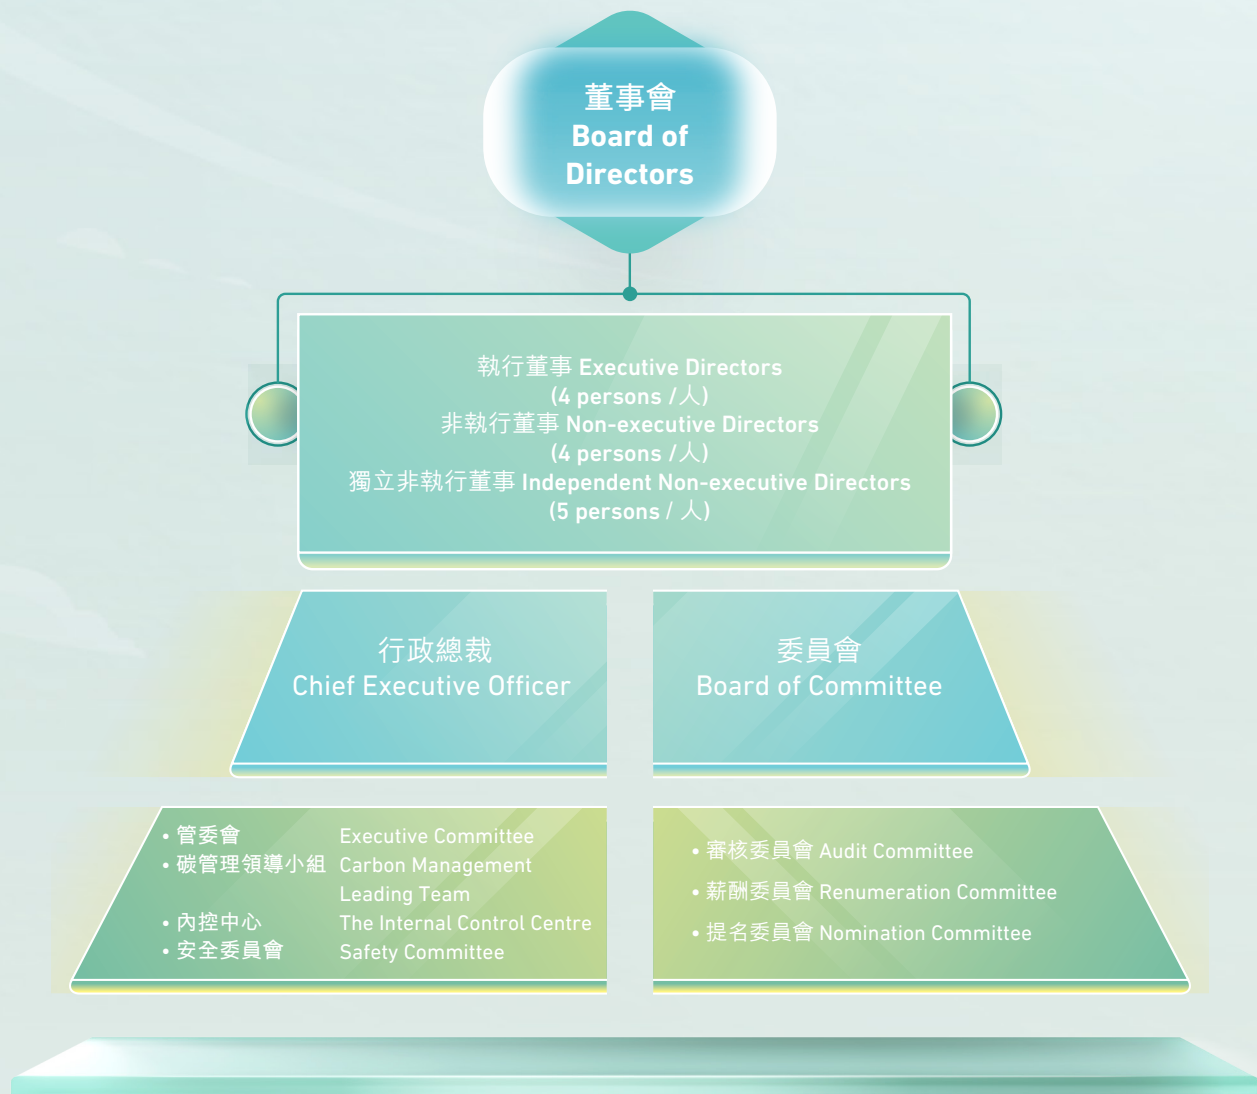 董事會
Board of
Directors
執行董事 Executive Directors
(4 persons /人)
非執行董事 Non-executive Directors
(4 persons /人)
獨立非執行董事 Independent Non-executive Directors
(5 persons / 人)
行政總裁
Chief Executive Officer
委員會
Board of Committee
• 管委會 Executive Committee
• 碳管理領導小組 Carbon Management
Leading Team
• 內控中心 The Internal Control Centre
• 安全委員會 Safety Committee
• 審核委員會 Audit Committee
• 薪酬委員會 Renumeration Committee
• 提名委員會 Nomination Committee